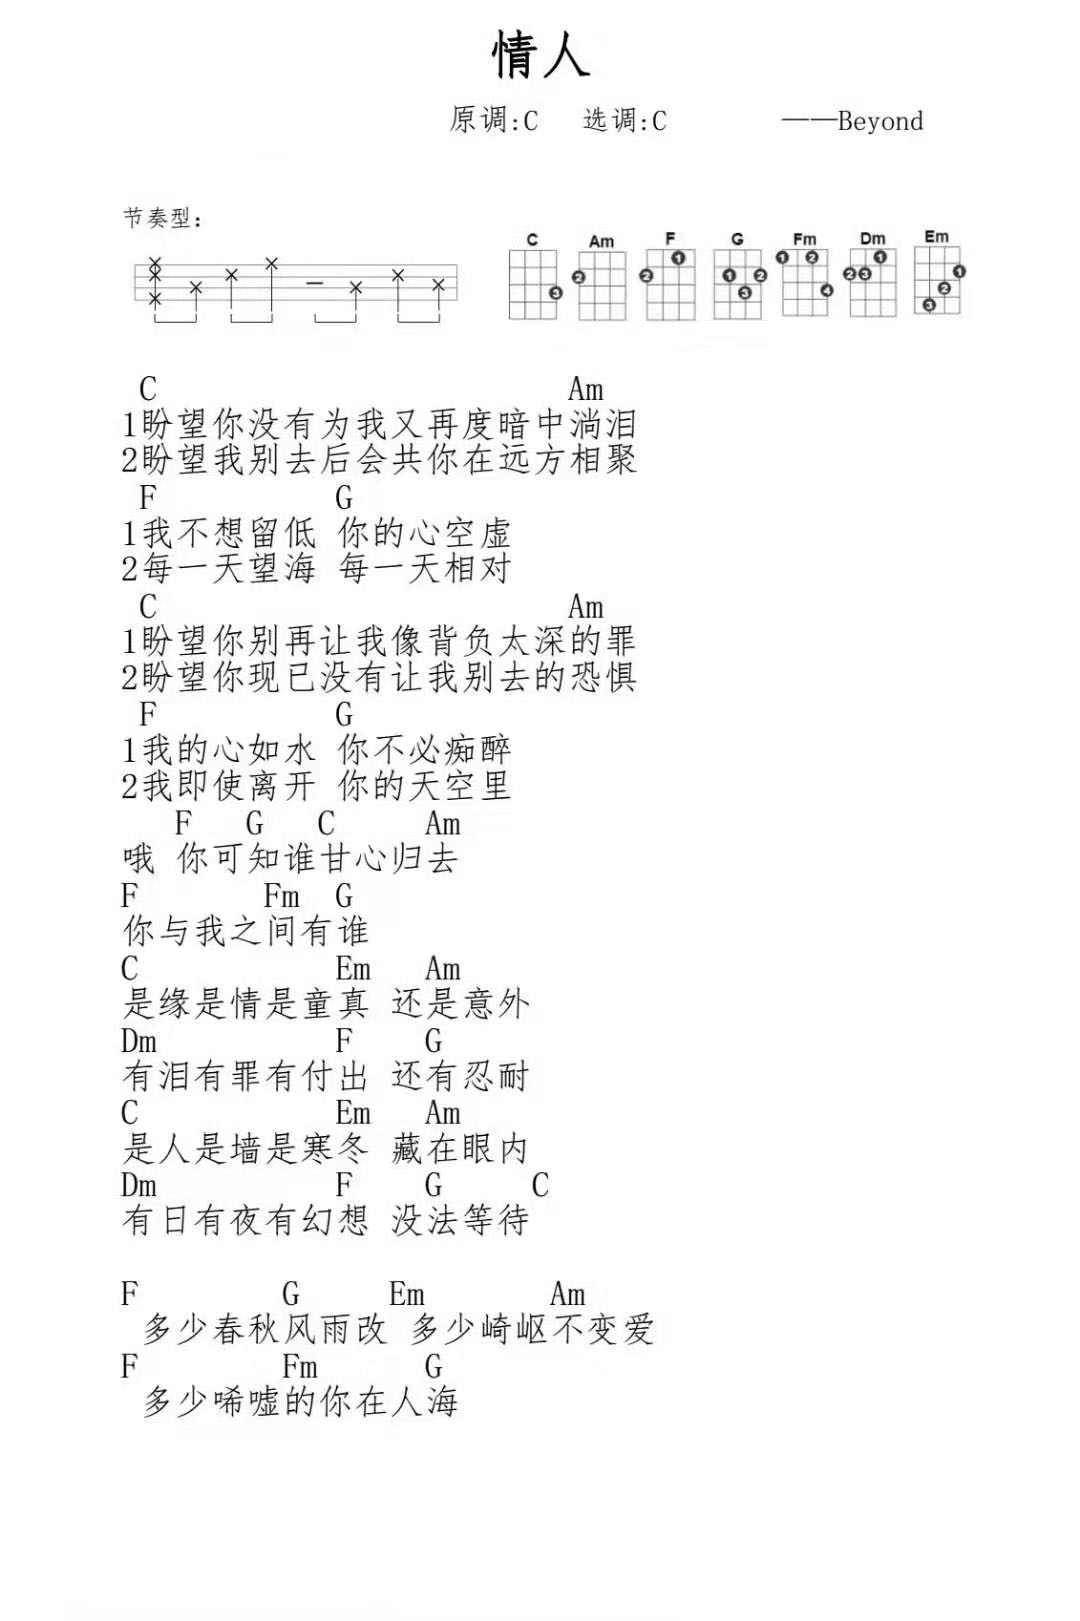 情人
原调:C 选调:C ——Beyond
节奏型:
C Am F G Fm Dm Em
C Am
1盼望你没有为我又再度暗中淌泪
2盼望我别去后会共你在远方相聚
F G
1我不想留低 你的心空虚
2每一天望海 每一天相对
C Am
1盼望你别再让我像背负太深的罪
2盼望你现已没有让我别去的恐惧
F G
1我的心如水 你不必痴醉
2我即使离开 你的天空里
F G C Am
哦 你可知谁甘心归去
F Fm G
你与我之间有谁
C Em Am
是缘是情是童真 还是意外
Dm F G
有泪有罪有付出 还有忍耐
C Em Am
是人是墙是寒冬 藏在眼内
Dm F G C
有日有夜有幻想 没法等待
F G Em Am
多少春秋风雨改 多少崎岖不变爱
F Fm G
多少唏嘘的你在人海